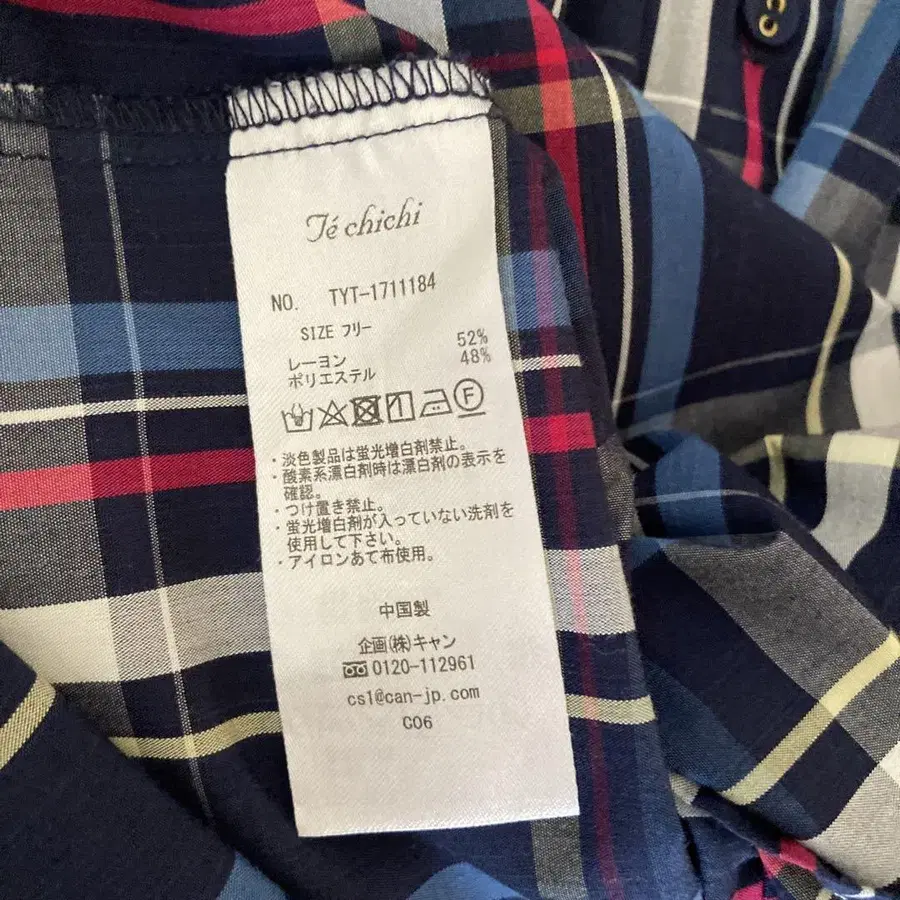 Té chichi
NO. TYT-1711184
SIZE フリー
レーヨン 52%
ポリエステル 48%
F
・淡色製品は蛍光増白剤禁止。
・酸素系漂白剤時は漂白剤の表示を
確認。
・つけ置き禁止。
・蛍光増白剤が入っていない洗剤を
使用して下さい。
・アイロンあて布使用。
中国製
企画(株)キャン
0120-112961
cs1@can-jp.com
C06